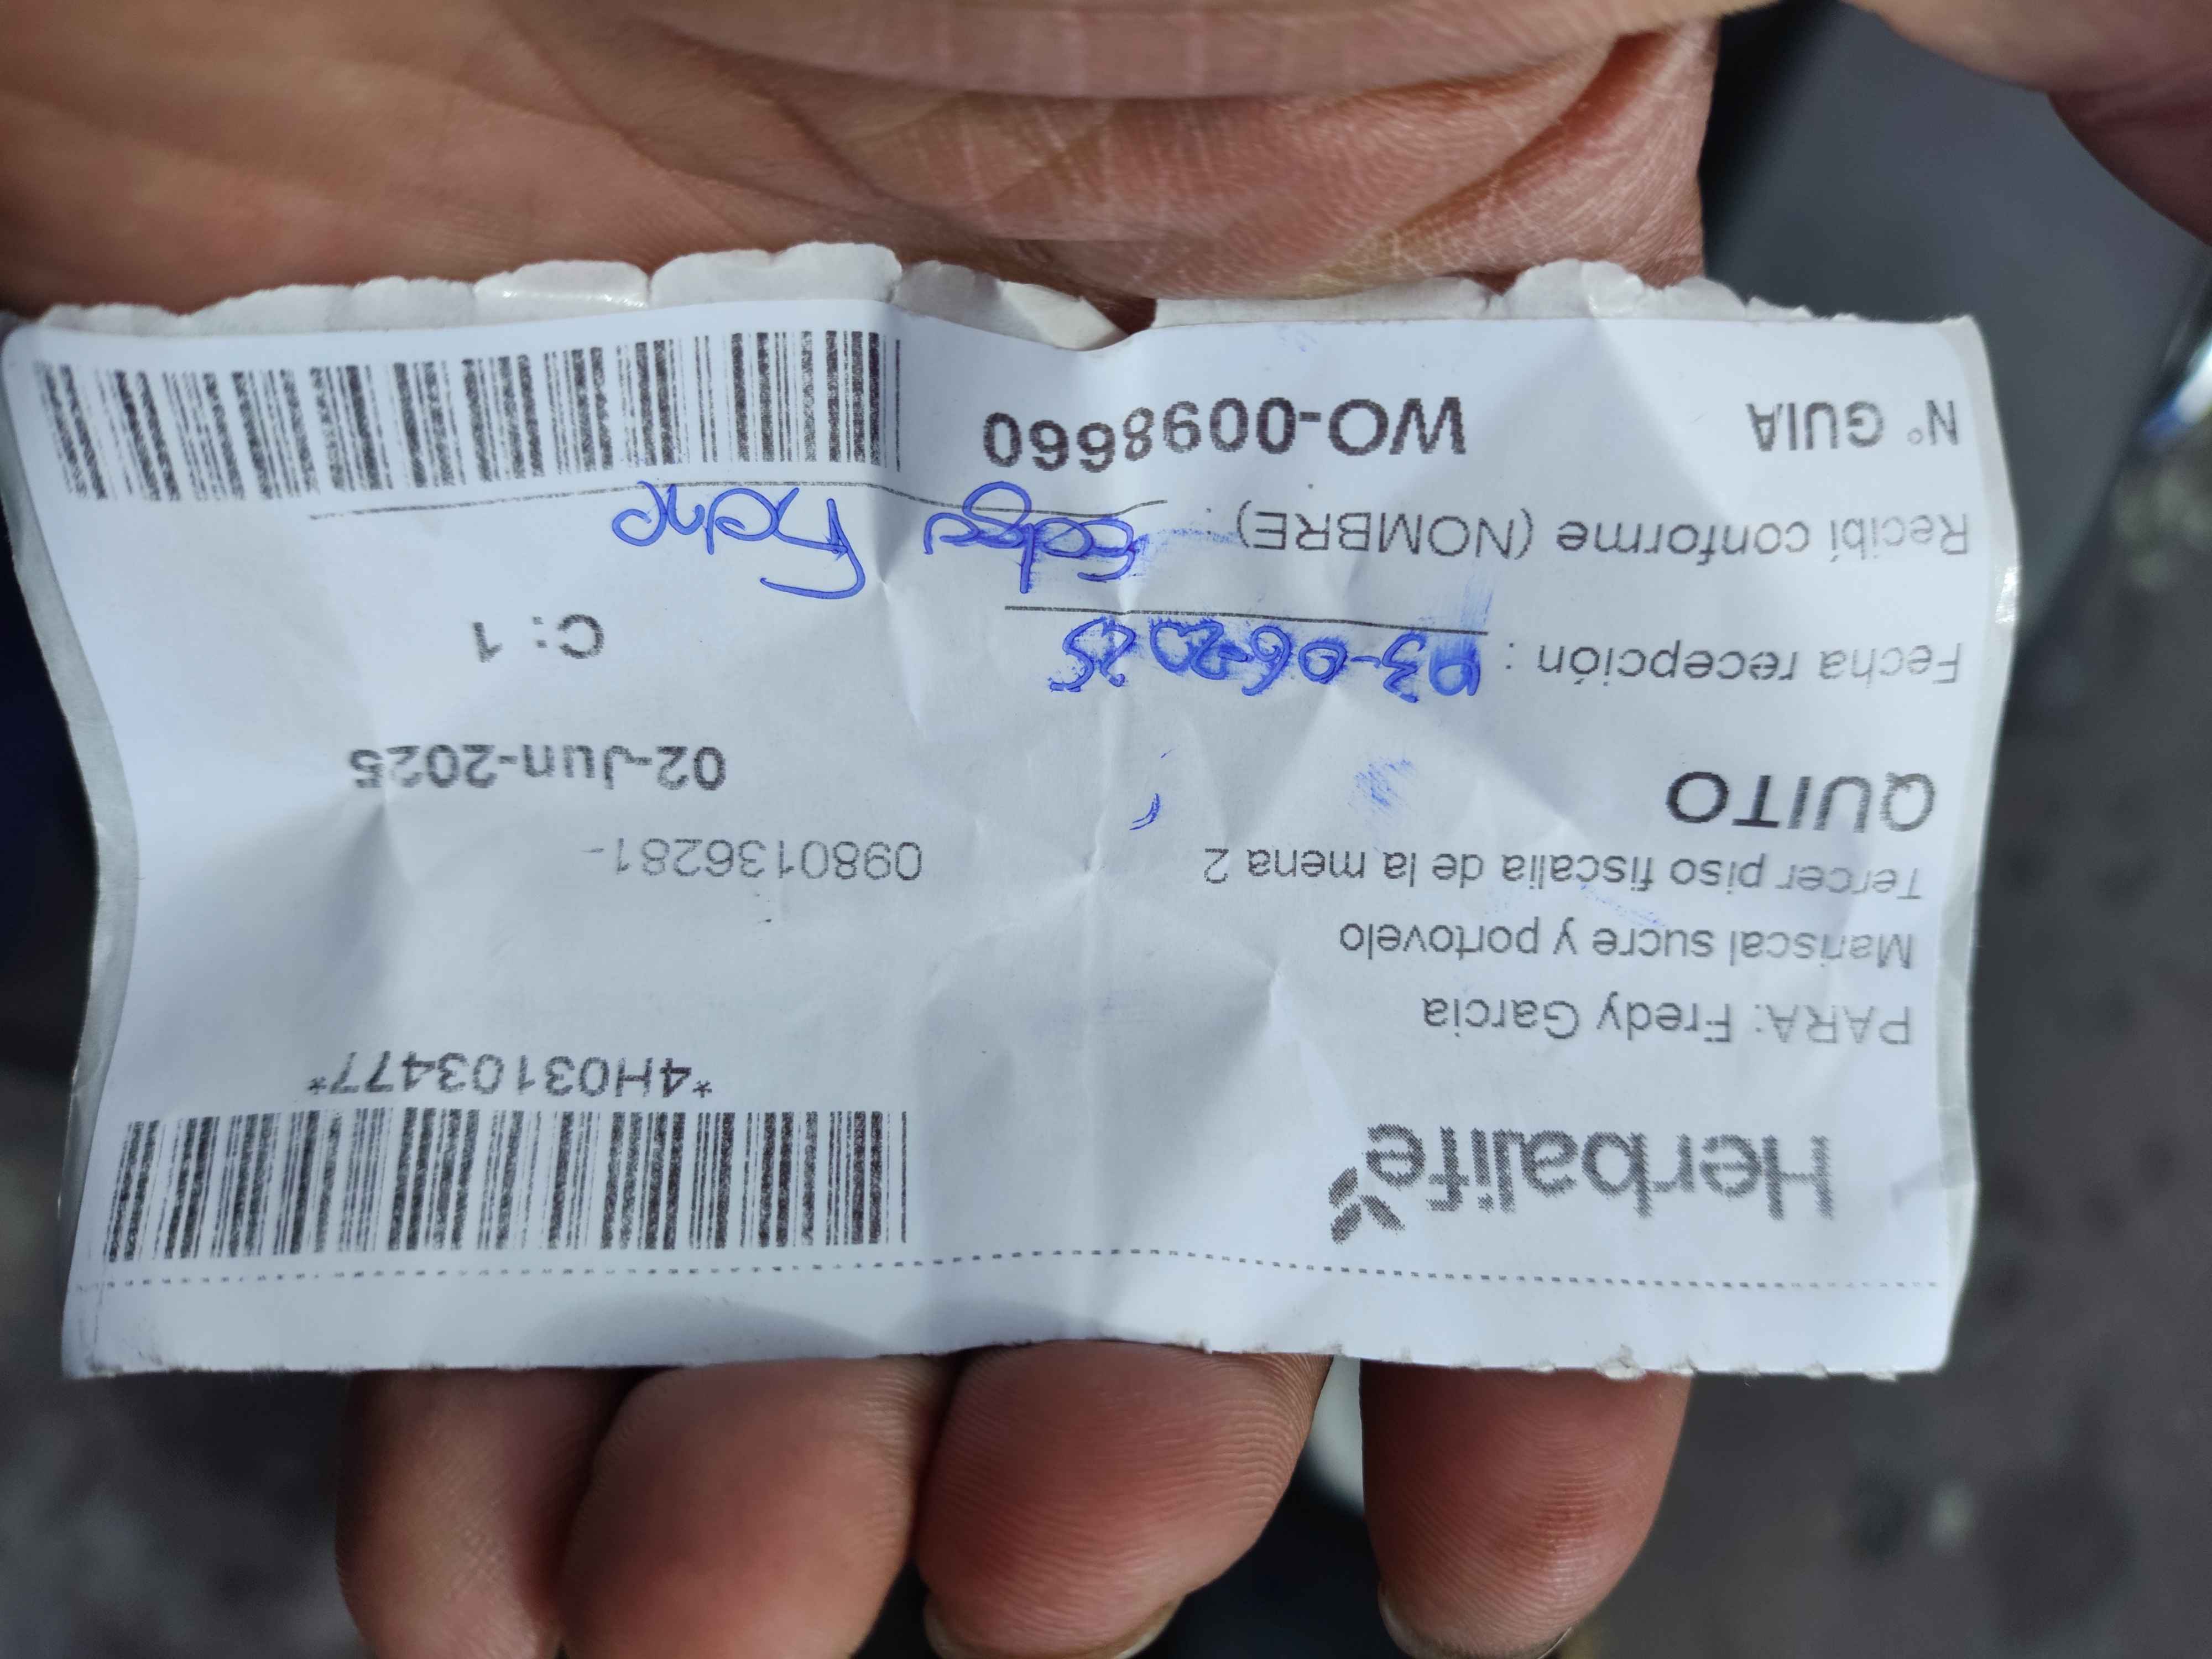 Herbalife
*4H03103477*
PARA: Fredy Garcia
Mariscal sucre y portovelo
Tercer piso fiscalia de la mena 2
0980136281-
QUITO
02-Jun-2025
Fecha recepción : 03-06-2025
C: 1
Recibí conforme (NOMBRE) :
N° GUIA
WO-0098660